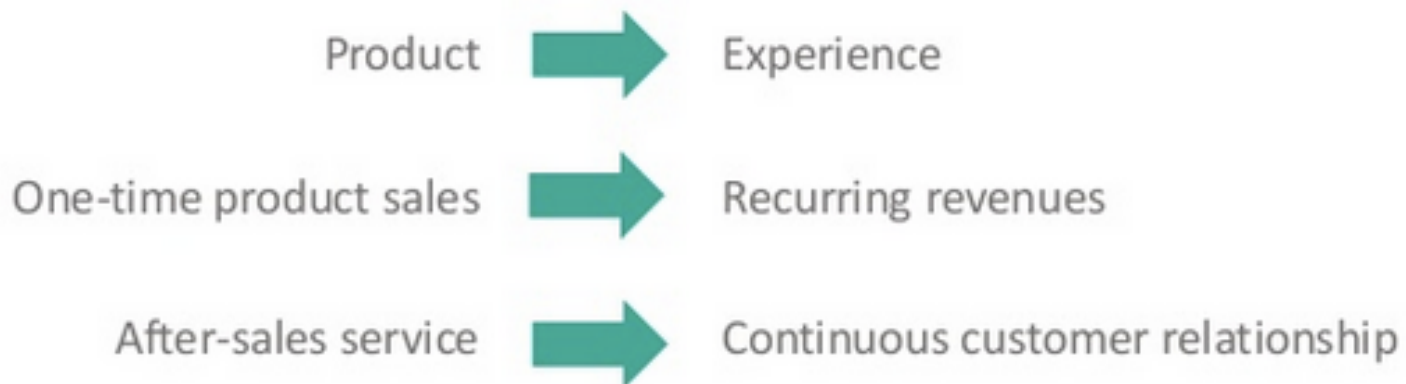 Product Experience
One-time product sales Recurring revenues
After-sales service Continuous customer relationship